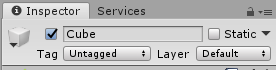 Inspector Services
Cube Static
Tag Untagged Layer Default